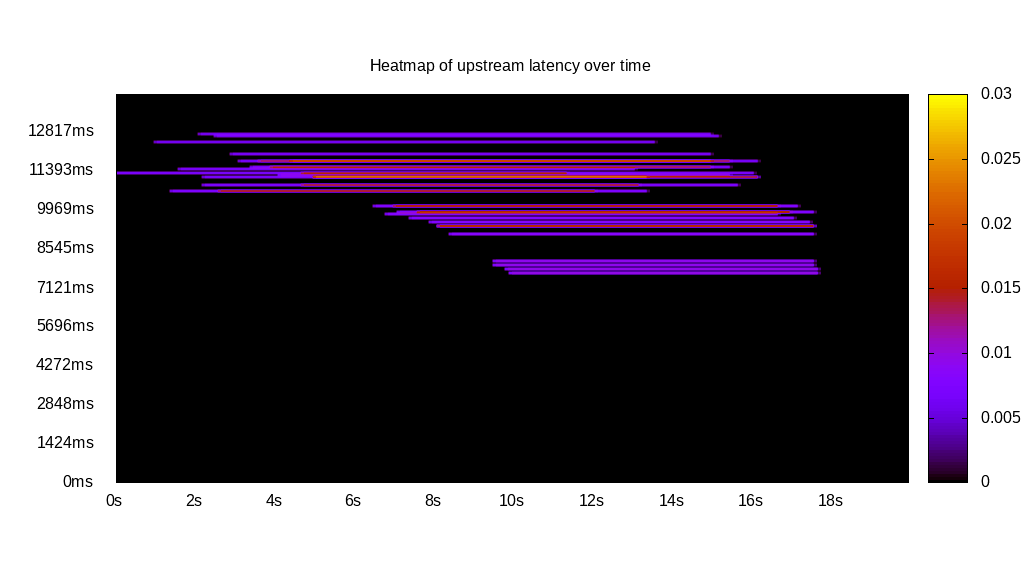 Heatmap of upstream latency over time
12817ms
11393ms
9969ms
8545ms
7121ms
5696ms
4272ms
2848ms
1424ms
0ms
0s 2s 4s 6s 8s 10s 12s 14s 16s 18s
0.03
0.025
0.02
0.015
0.01
0.005
0